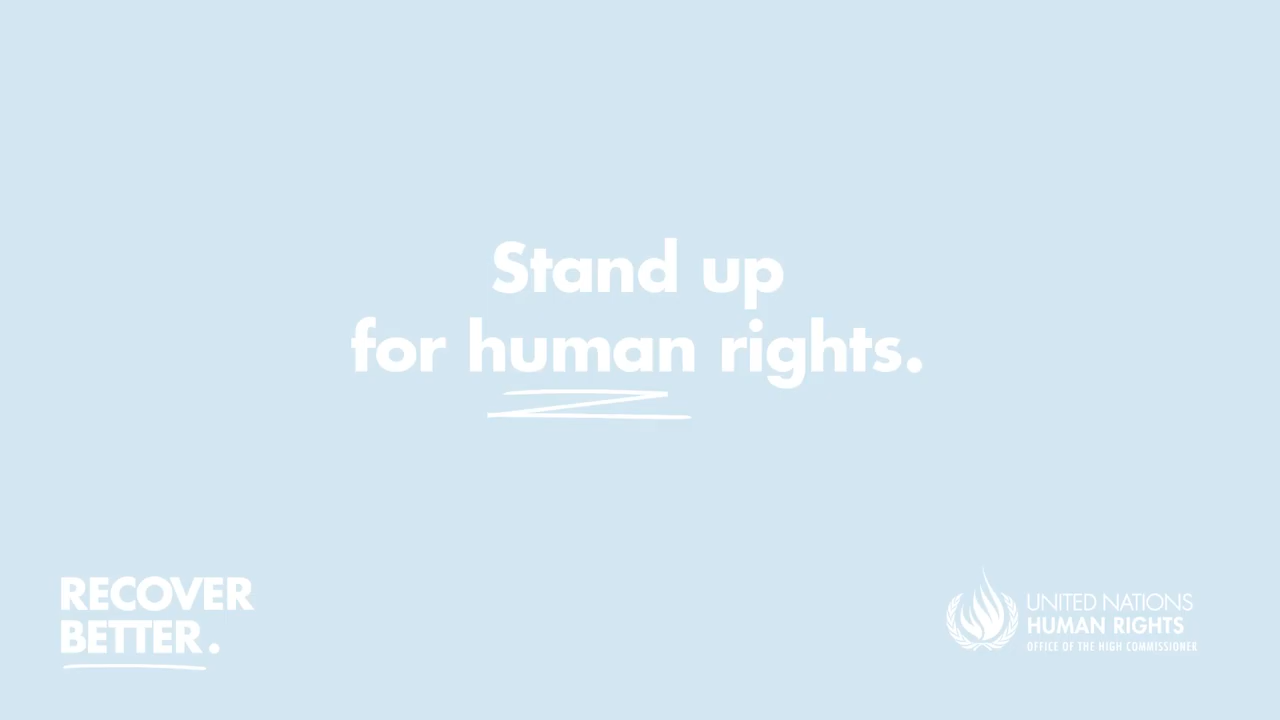 Stand up
for human rights.
RECOVER
BETTER.
UNITED NATIONS
HUMAN RIGHTS
OFFICE OF THE HIGH COMMISSIONER